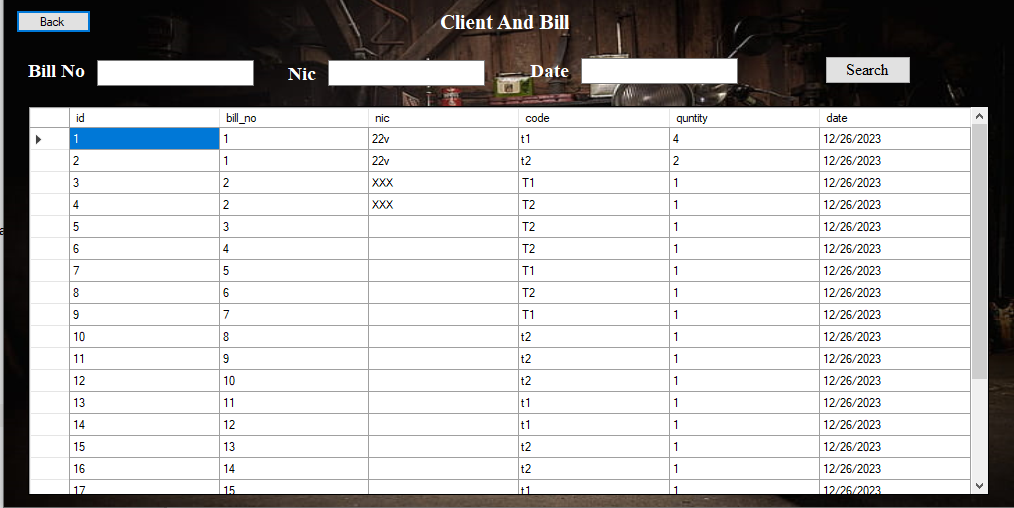 Back
Client And Bill
Bill No Nic Date Search
id bill_no nic code quntity date
1 1 22v t1 4 12/26/2023
2 1 22v t2 2 12/26/2023
3 2 XXX T1 1 12/26/2023
4 2 XXX T2 1 12/26/2023
5 3 T2 1 12/26/2023
6 4 T2 1 12/26/2023
7 5 T1 1 12/26/2023
8 6 T2 1 12/26/2023
9 7 T1 1 12/26/2023
10 8 t2 1 12/26/2023
11 9 t2 1 12/26/2023
12 10 t2 1 12/26/2023
13 11 t1 1 12/26/2023
14 12 t1 1 12/26/2023
15 13 t2 1 12/26/2023
16 14 t2 1 12/26/2023
17 15 t1 1 12/26/2023